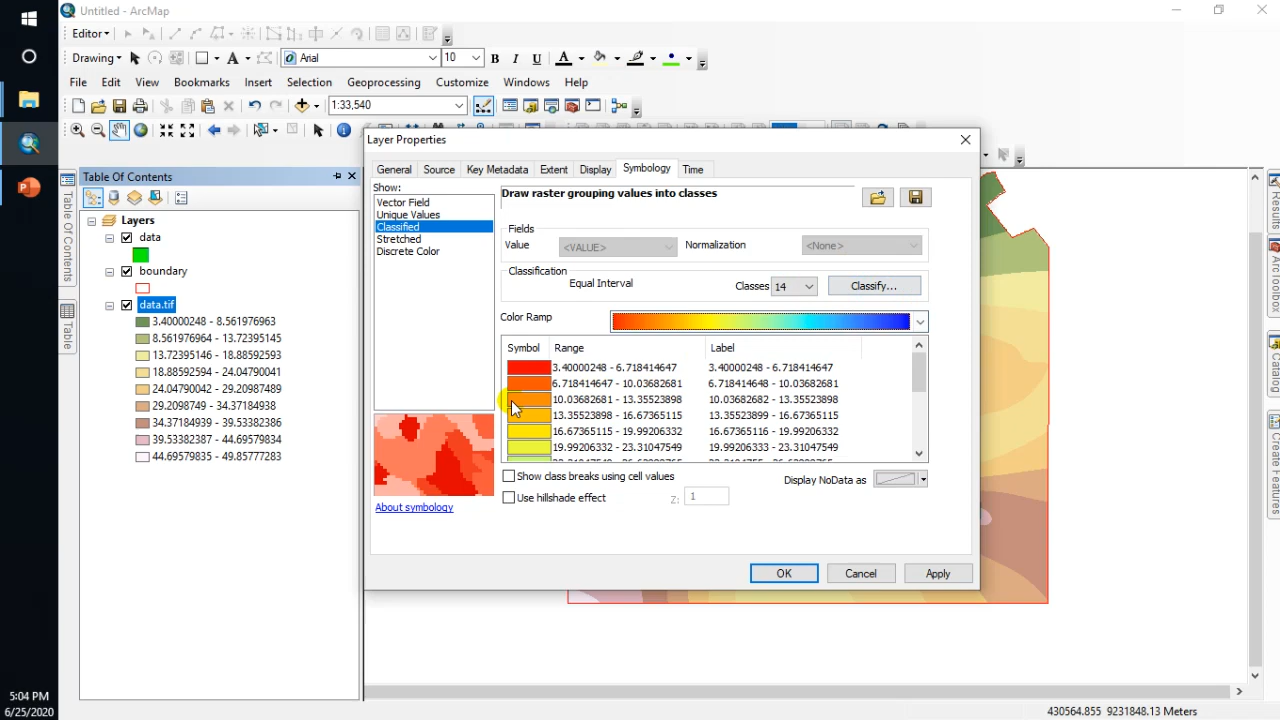 Untitled - ArcMap
Editor
Drawing
A
Arial
10
B
I
U
A
File Edit View Bookmarks Insert Selection Geoprocessing Customize Windows Help
1:33,540
Layer Properties
General Source Key Metadata Extent Display Symbology Time
Table Of Contents
Table Of Contents
Table
Layers
data
boundary
data.tif
3.40000248 - 8.561976963
8.561976964 - 13.72395145
13.72395146 - 18.88592593
18.88592594 - 24.04790041
24.04790042 - 29.20987489
29.2098749 - 34.37184938
34.37184939 - 39.53382386
39.53382387 - 44.69579834
44.69579835 - 49.85777283
Show:
Vector Field
Unique Values
Classified
Stretched
Discrete Color
About symbology
Draw raster grouping values into classes
Fields
Value <VALUE> Normalization <None>
Classification
Equal Interval
Classes 14 Classify...
Color Ramp
Symbol Range Label
3.40000248 - 6.718414647 3.40000248 - 6.718414647
6.718414647 - 10.03682681 6.718414648 - 10.03682681
10.03682681 - 13.35523898 10.03682682 - 13.35523898
13.35523898 - 16.67365115 13.35523899 - 16.67365115
16.67365115 - 19.99206332 16.67365116 - 19.99206332
19.99206332 - 23.31047549 19.99206333 - 23.31047549
Show class breaks using cell values
Display NoData as
Use hillshade effect Z: 1
OK Cancel Apply
Results
ArcToolbox
Catalog
Create Features
430564.855 9231848.13 Meters
5:04 PM
6/25/2020